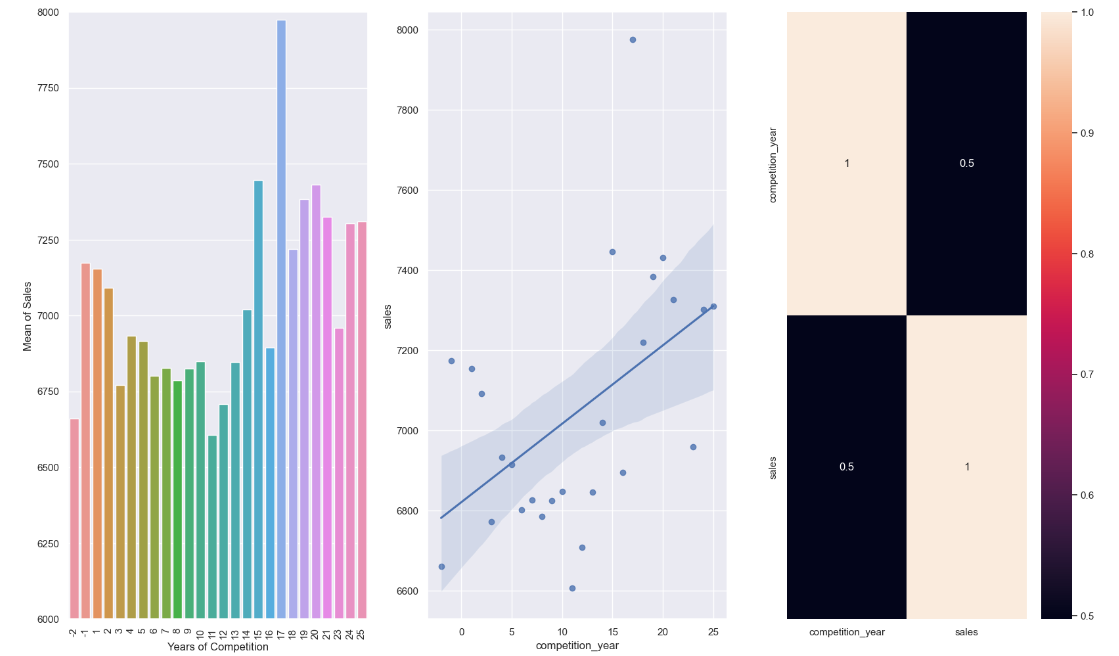 8000
7750
7500
7250
7000
6750
6500
6250
6000
Mean of Sales
-2 -1 1 2 3 4 5 6 7 8 9 10 11 12 13 14 15 16 17 18 19 20 21 23 24 25
Years of Competition
8000
7800
7600
7400
7200
7000
6800
6600
sales
0 5 10 15 20 25
competition_year
competition_year
sales
1 0.5
0.5 1
competition_year sales
1.0
0.9
0.8
0.7
0.6
0.5